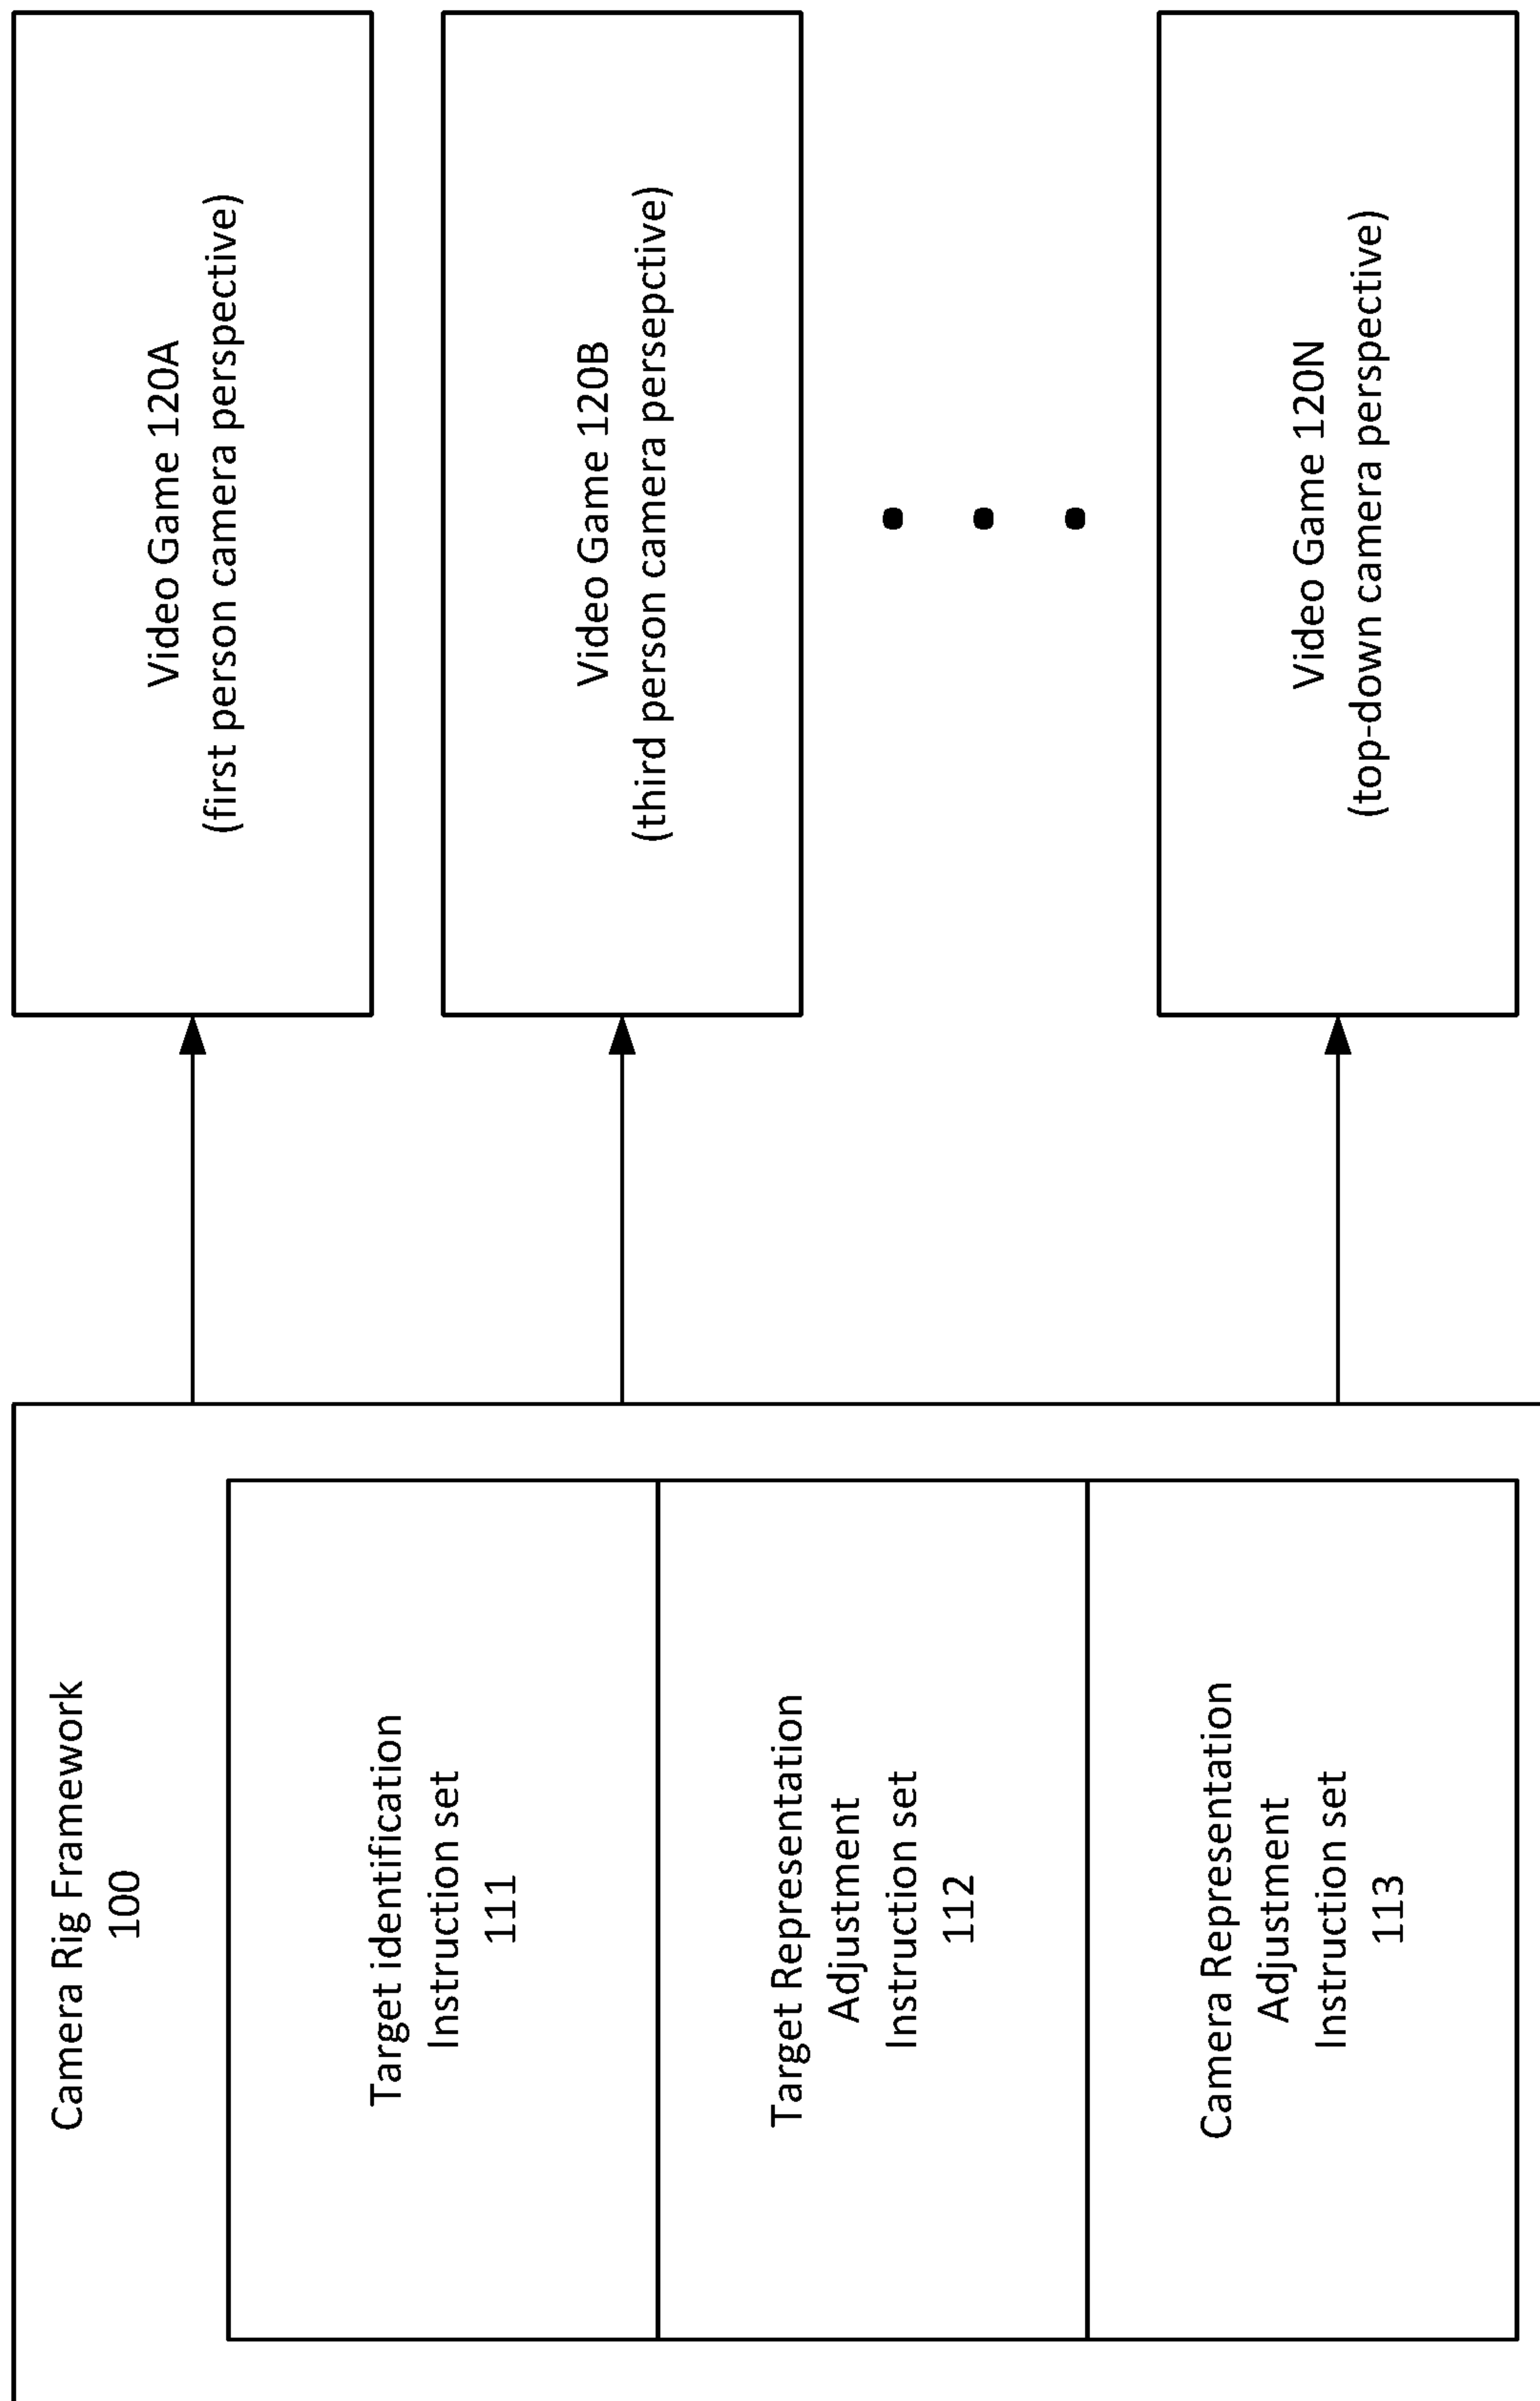 Camera Rig Framework
100
Target identification
Instruction set
111
Target Representation
Adjustment
Instruction set
112
Camera Representation
Adjustment
Instruction set
113
Video Game 120A
(first person camera perspective)
Video Game 120B
(third person camera persepctive)
Video Game 120N
(top-down camera perspective)